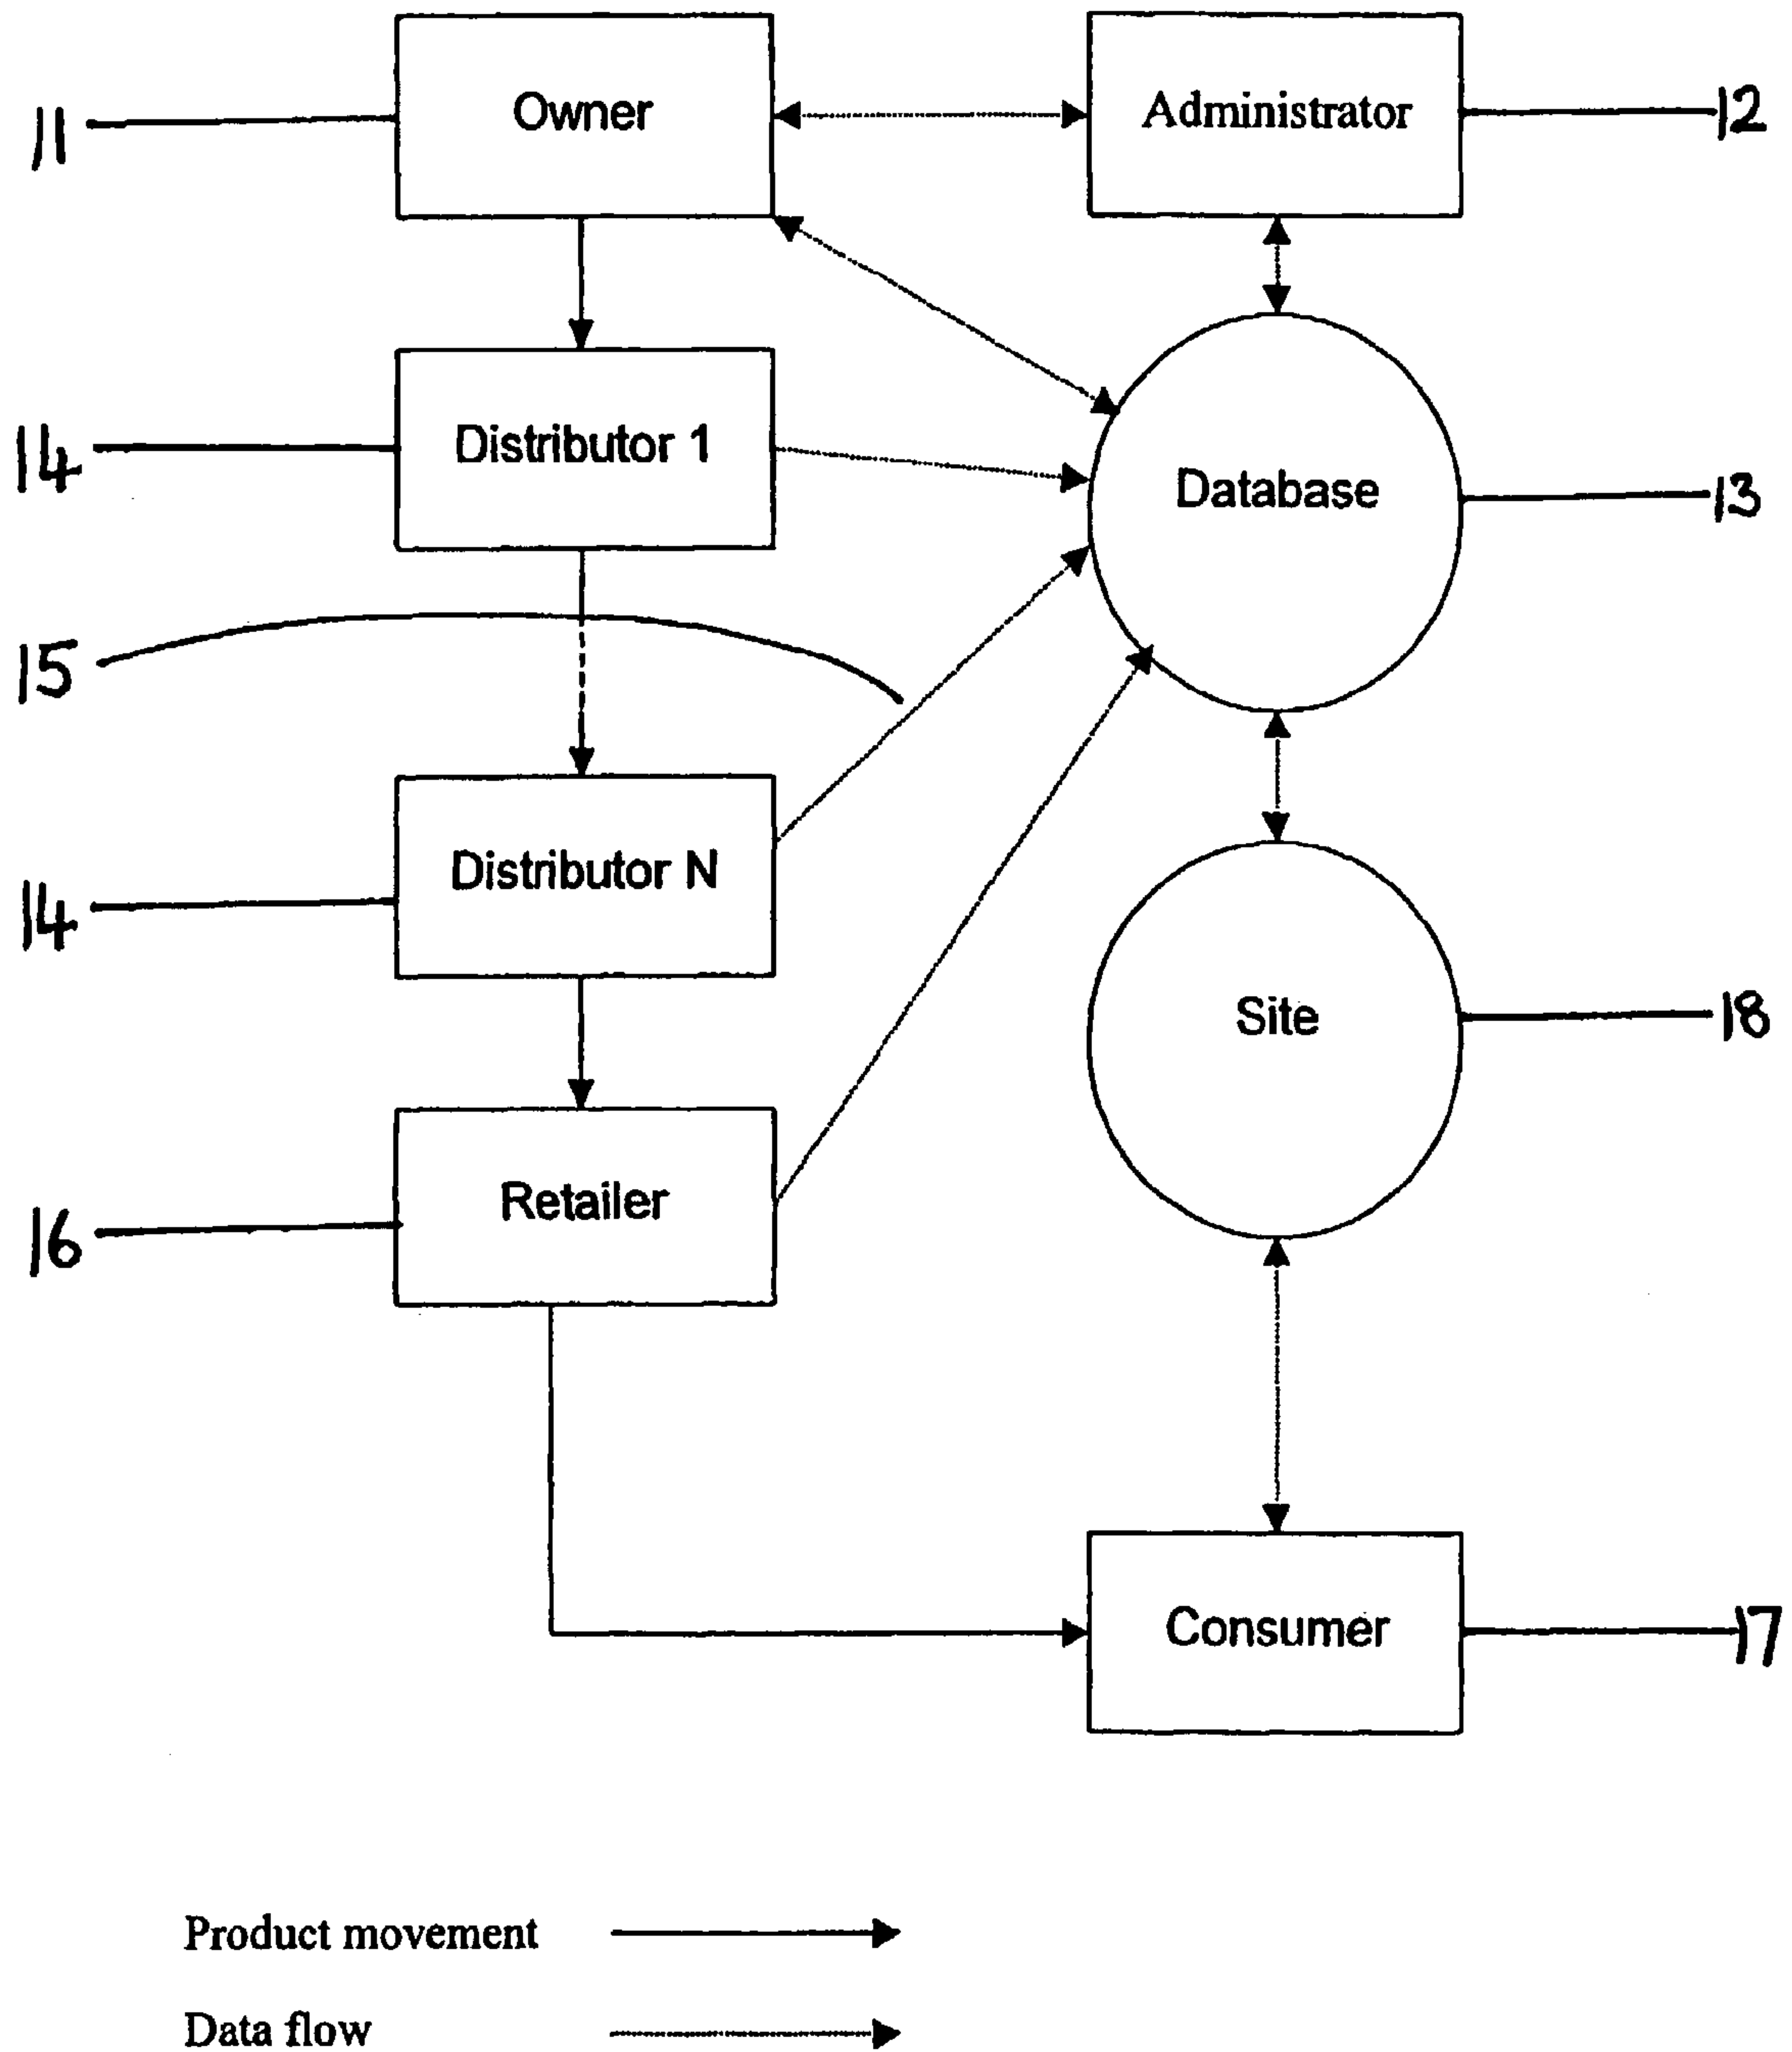 Owner
Administrator
11
12
Distributor 1
Database
14
13
15
Distributor N
14
Site
18
Retailer
16
Consumer
17
Product movement
Data flow